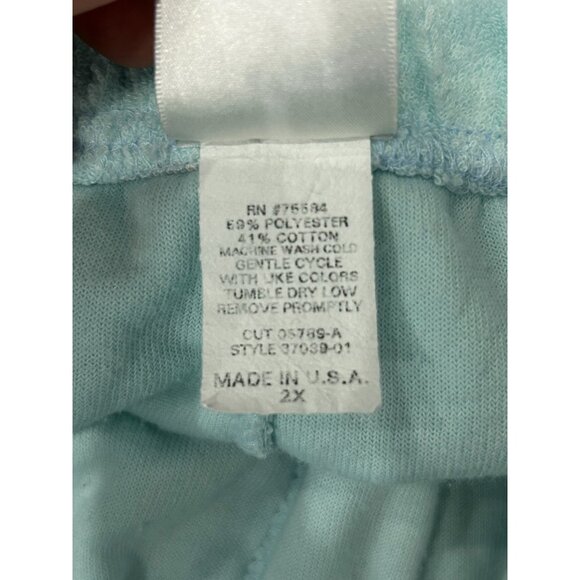 RN #75584
59% POLYESTER
41% COTTON
MACHINE WASH COLD
GENTLE CYCLE
WITH LIKE COLORS
TUMBLE DRY LOW
REMOVE PROMPTLY
CUT 05789-A
STYLE 37039-01
MADE IN U.S.A.
2X